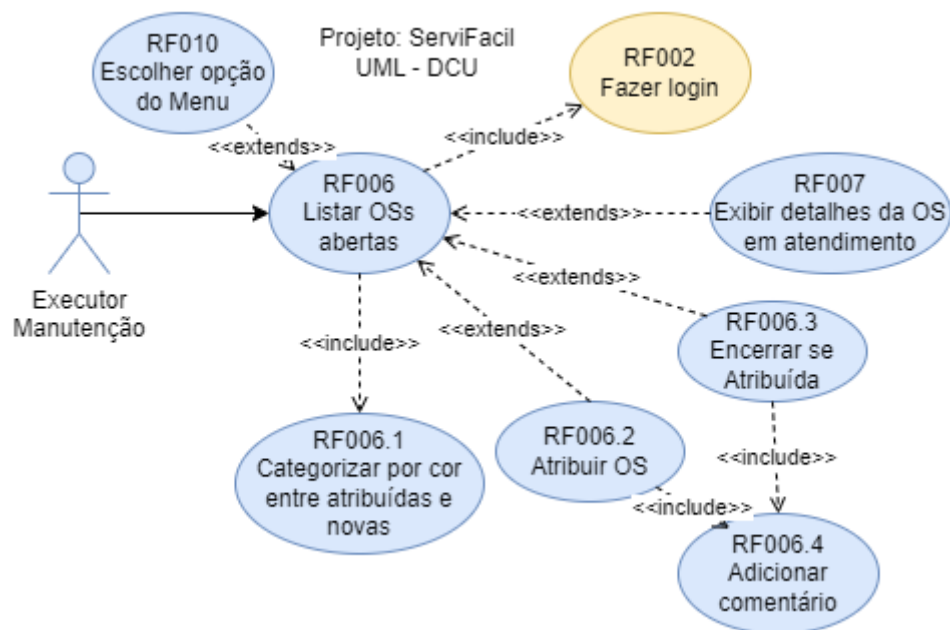 RF010
Escolher opção
do Menu
Projeto: ServiFacil
UML - DCU
RF002
Fazer login
<<extends>>
<<include>>
RF006
Listar OSs
abertas
RF007
Exibir detalhes da OS
em atendimento
<<extends>>
<<extends>>
Executor
Manutenção
<<include>>
<<extends>>
RF006.3
Encerrar se
Atribuída
RF006.1
Categorizar por cor
entre atribuídas e
novas
RF006.2
Atribuir OS
<<include>>
<<include>>
RF006.4
Adicionar
comentário